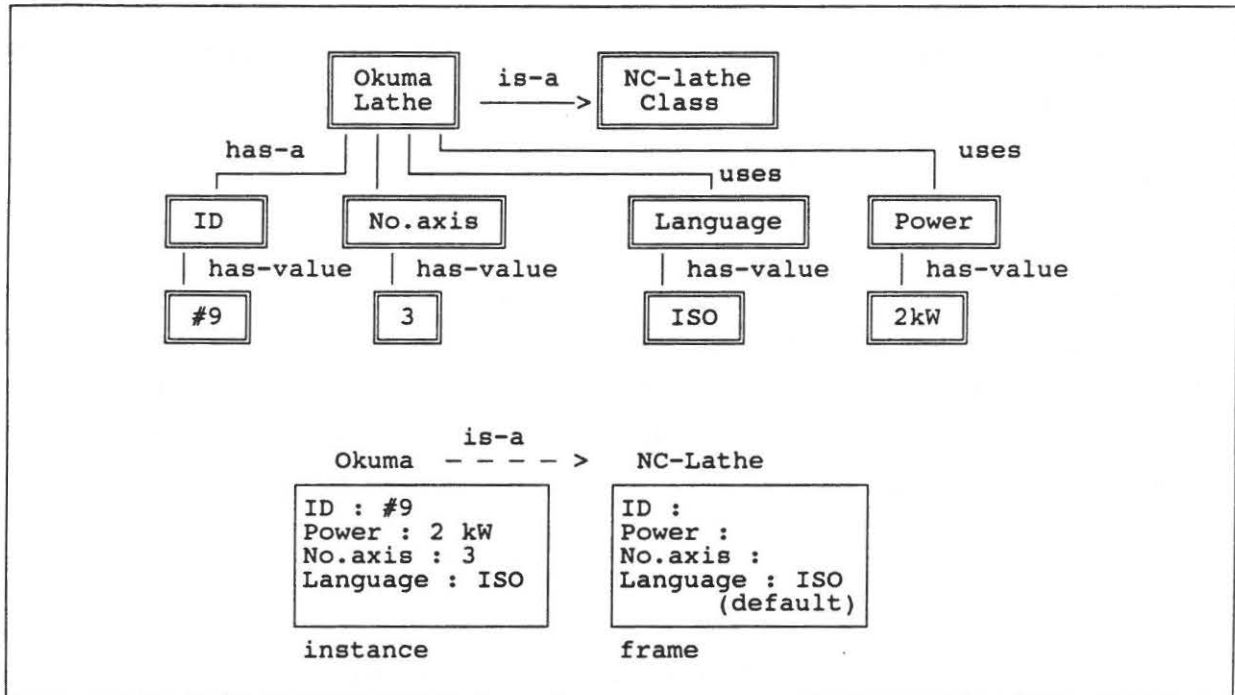 Okuma Lathe
is-a
>
NC-lathe Class
has-a
uses
uses
ID
No.axis
Language
Power
has-value
has-value
has-value
has-value
#9
3
ISO
2kW
is-a
Okuma - - - - > NC-Lathe
ID : #9
Power : 2 kW
No.axis : 3
Language : ISO
ID :
Power :
No.axis :
Language : ISO
(default)
instance
frame